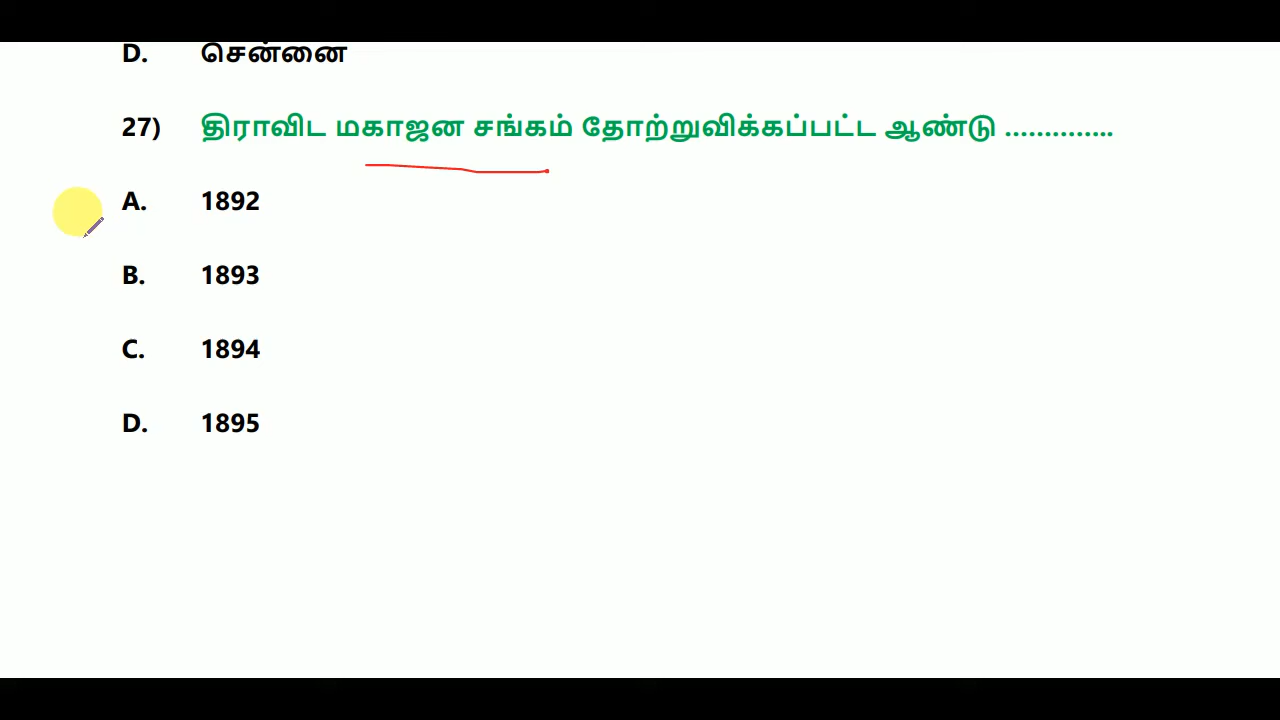 D. சென்னை
27) திராவிட மகாஜன சங்கம் தோற்றுவிக்கப்பட்ட ஆண்டு ..............
A. 1892
B. 1893
C. 1894
D. 1895